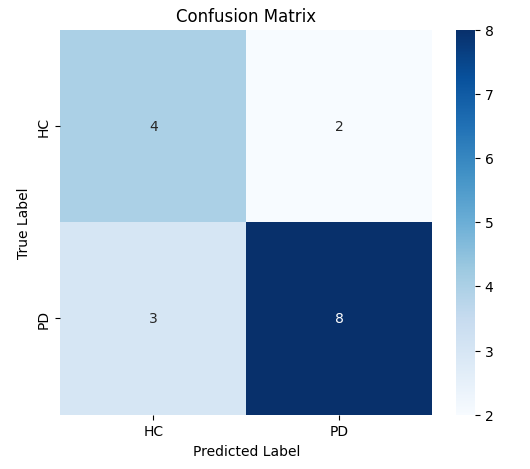 Confusion Matrix
True Label
HC
4
2
PD
3
8
HC
PD
Predicted Label
8
7
6
5
4
3
2